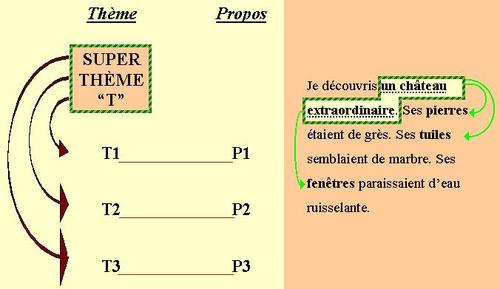 Thème Propos
SUPER
THÈME
“T”
T1 P1
T2 P2
T3 P3
Je découvris un château
extraordinaire. Ses pierres
étaient de grès. Ses tuiles
semblaient de marbre. Ses
fenêtres paraissaient d’eau
ruisselante.